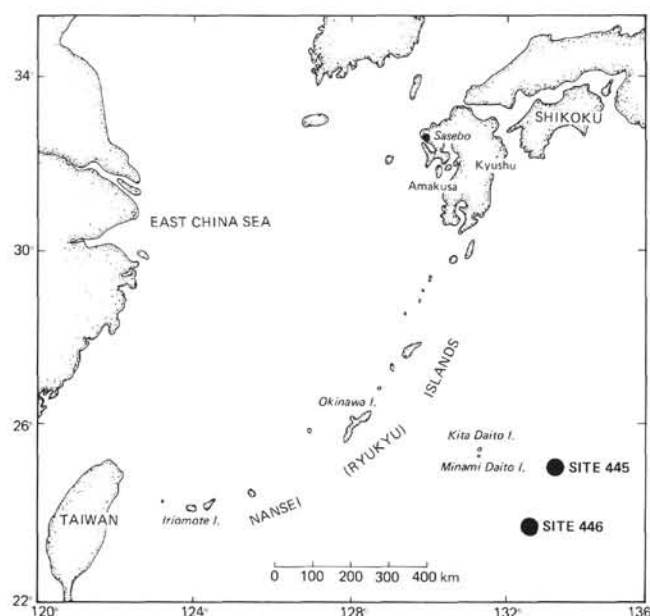 34°
SHIKOKU
Sasebo
Kyushu
Amakusa
EAST CHINA SEA
30°
ISLANDS
Okinawa I.
26°
(RYUKYU)
Kita Daito I.
Minami Daito I.
SITE 445
NANSEI
TAIWAN
Iriomote I.
SITE 446
0 100 200 300 400 km
22°
120° 124° 128° 132° 136